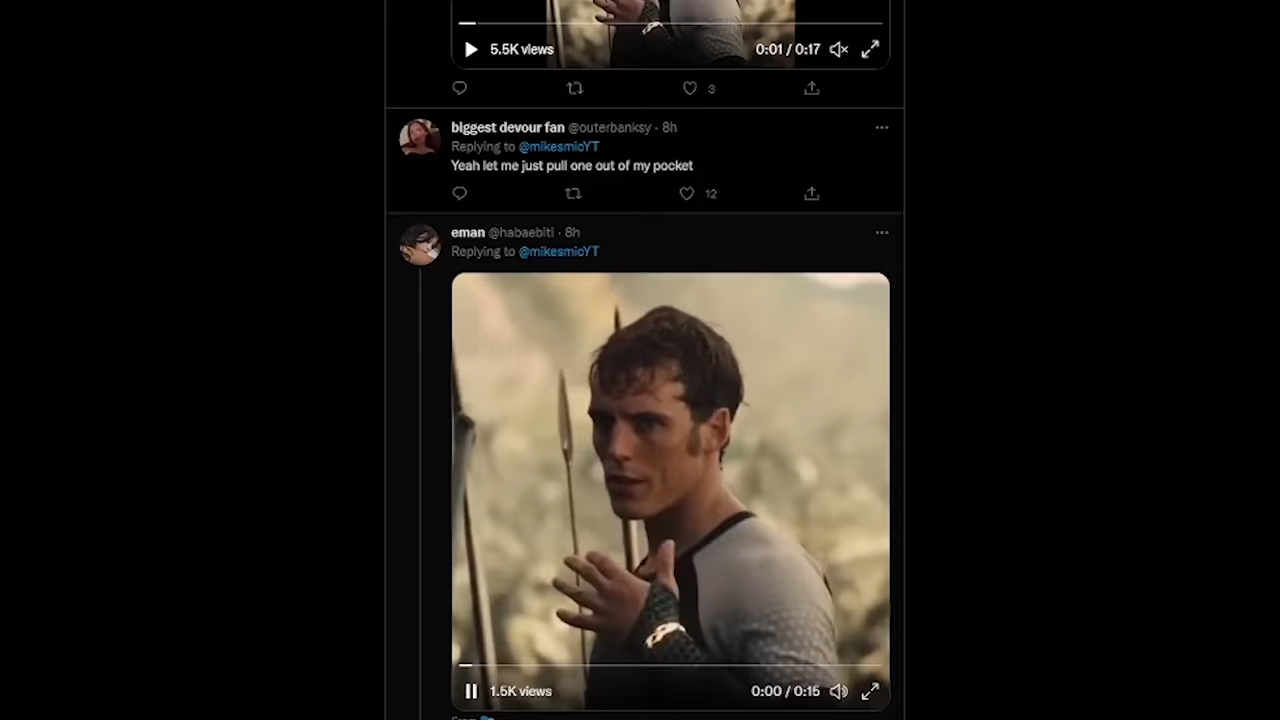 5.5K views
0:01 / 0:17
3
biggest devour fan @outerbanksy · 8h
Replying to @mikesmicYT
Yeah let me just pull one out of my pocket
12
eman @habaebiti · 8h
Replying to @mikesmicYT
1.5K views
0:00 / 0:15